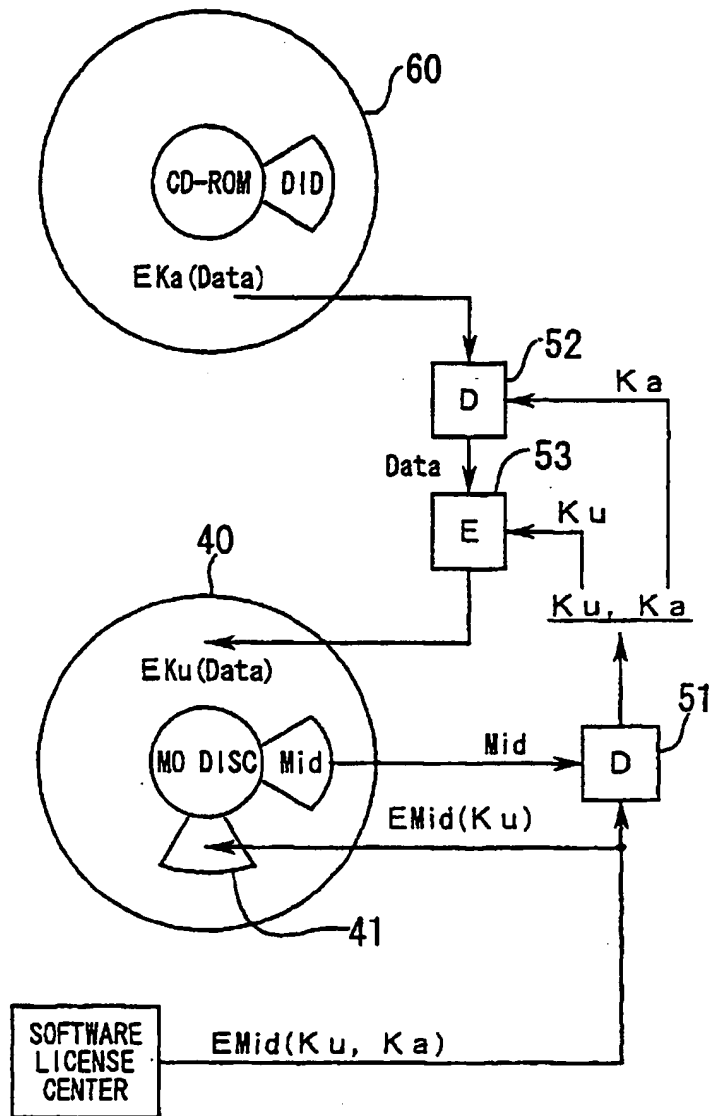 60
CD-ROM
DID
EKa(Data)
52
Ka
D
Data
53
Ku
E
40
Ku, Ka
EKu(Data)
51
MO DISC
Mid
Mid
D
EMid(Ku)
41
SOFTWARE
LICENSE
CENTER
EMid(Ku, Ka)